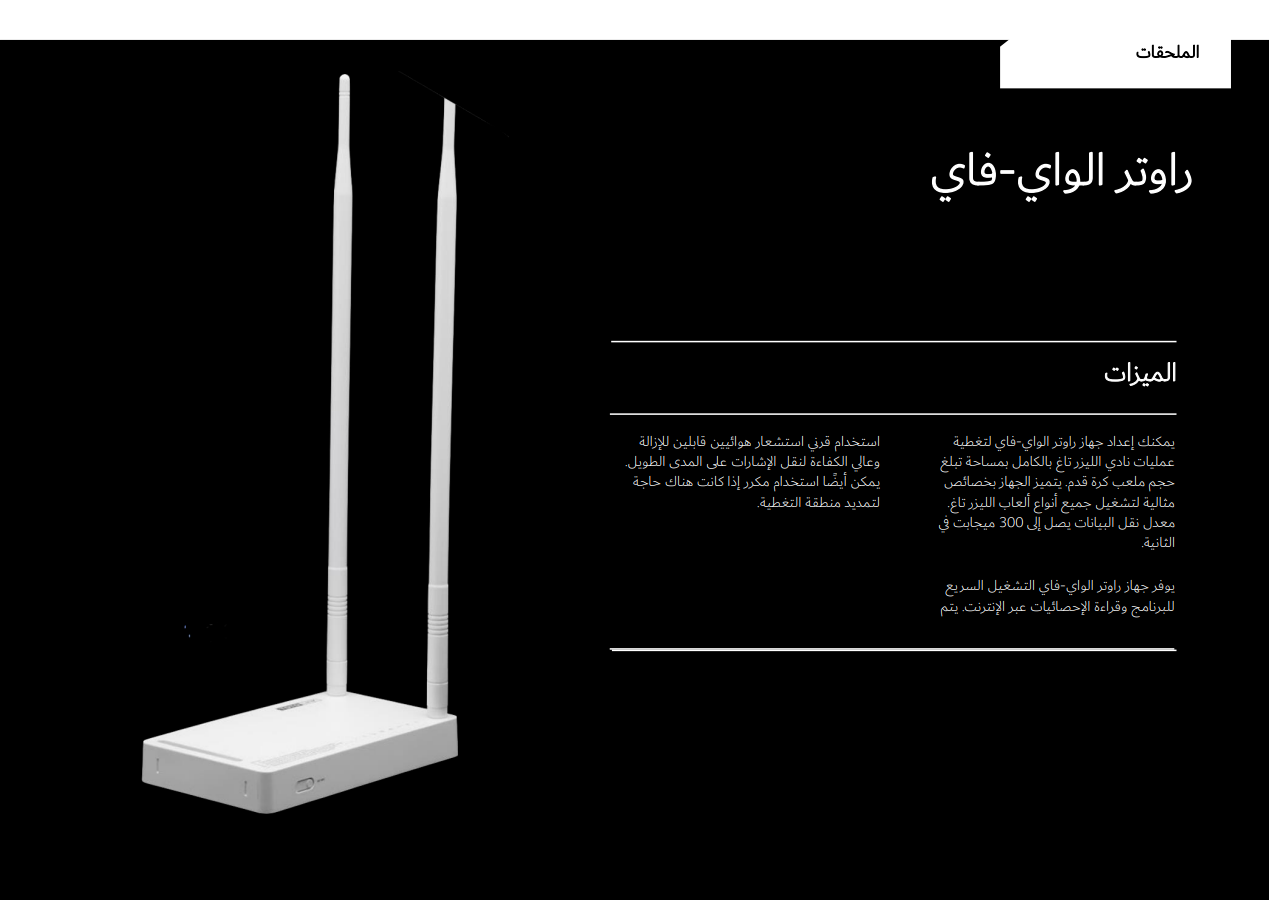 الملحقات
راوتر الواي-فاي
الميزات
يمكنك إعداد جهاز راوتر الواي-فاي لتغطية
عمليات نادي الليزر تاغ بالكامل بمساحة تبلغ
حجم ملعب كرة قدم. يتميز الجهاز بخصائص
مثالية لتشغيل جميع أنواع ألعاب الليزر تاغ.
معدل نقل البيانات يصل إلى 300 ميجابت في
الثانية.
يوفر جهاز راوتر الواي-فاي التشغيل السريع
للبرنامج وقراءة الإحصائيات عبر الإنترنت. يتم
استخدام قرني استشعار هوائيين قابلين للإزالة
وعالي الكفاءة لنقل الإشارات على المدى الطويل.
يمكن أيضًا استخدام مكرر إذا كانت هناك حاجة
لتمديد منطقة التغطية.